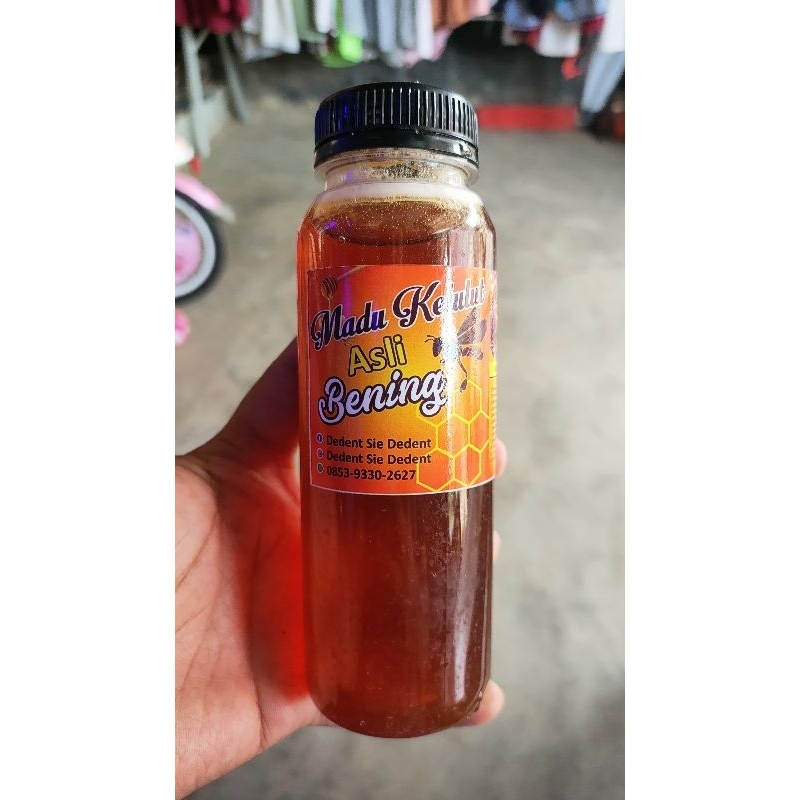 Madu Kelulut
Asli
Bening
Dedent Sie Dedent
Dedent Sie Dedent
0853-9330-2627